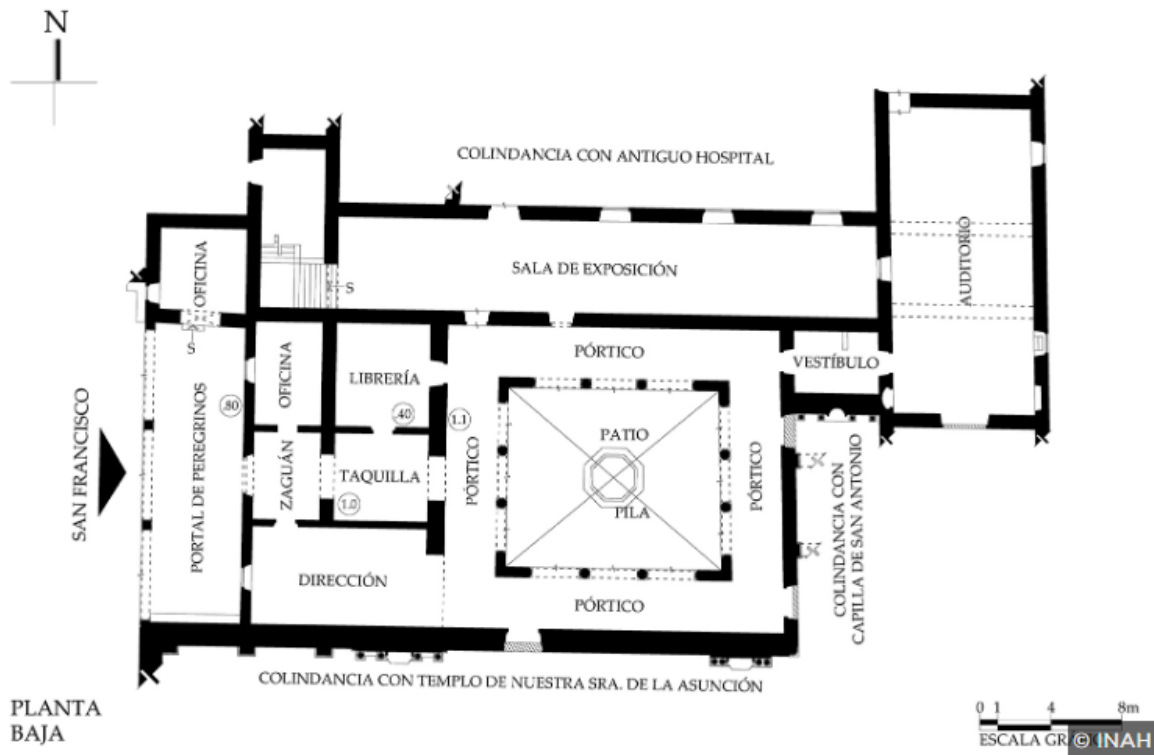 N
COLINDANCIA CON ANTIGUO HOSPITAL
OFICINA
S
SALA DE EXPOSICIÓN
AUDITORIO
S
PÓRTICO
VESTÍBULO
OFICINA
LIBRERÍA
.80
.40
1.1
SAN FRANCISCO
PORTAL DE PEREGRINOS
ZAGUÁN
TAQUILLA
1.0
PÓRTICO
PATIO
PILA
PÓRTICO
COLINDANCIA CON
CAPILLA DE SAN ANTONIO
DIRECCIÓN
PÓRTICO
COLINDANCIA CON TEMPLO DE NUESTRA SRA. DE LA ASUNCIÓN
PLANTA
BAJA
0 1 4 8m
ESCALA
© INAH